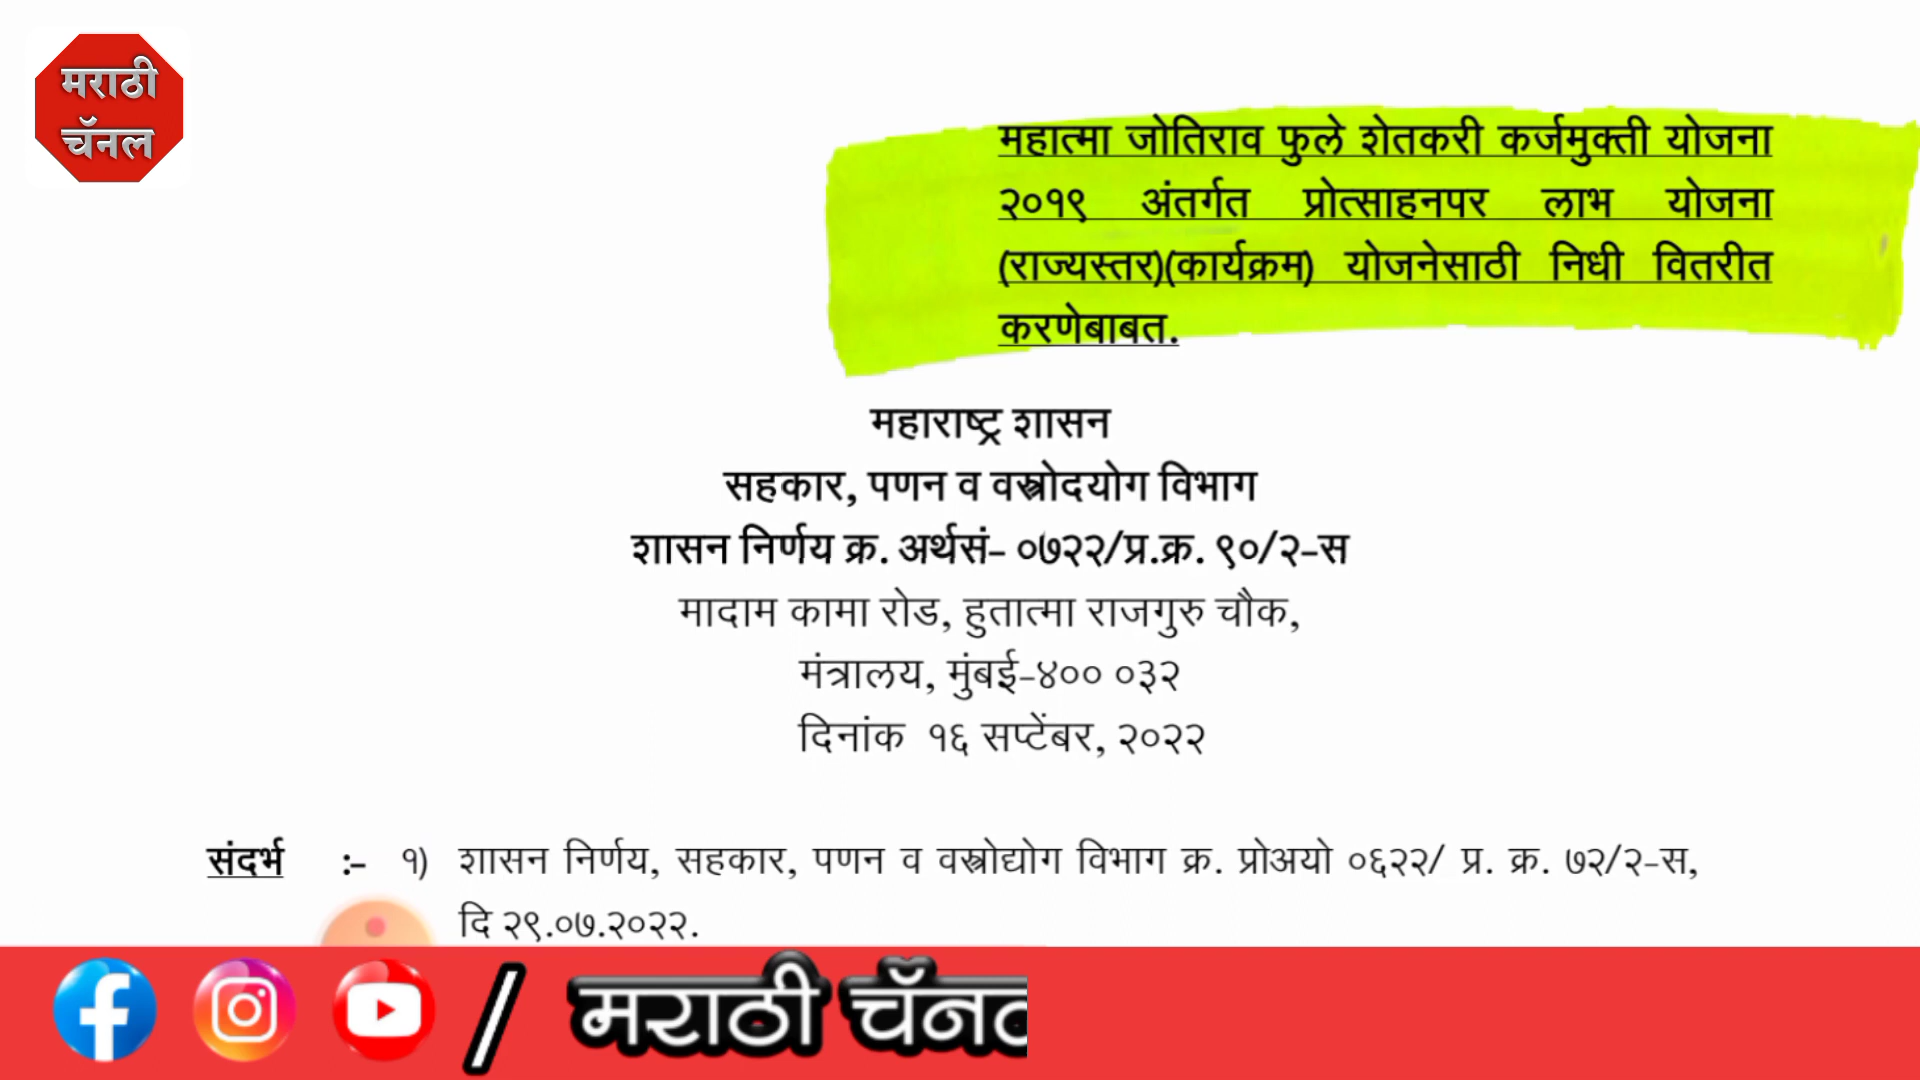 मराठी
चॅनल
महात्मा जोतिराव फुले शेतकरी कर्जमुक्ती योजना
२०१९ अंतर्गत प्रोत्साहनपर लाभ योजना
(राज्यस्तर)(कार्यक्रम) योजनेसाठी निधी वितरीत
करणेबाबत.
महाराष्ट्र शासन
सहकार, पणन व वस्त्रोदयोग विभाग
शासन निर्णय क्र. अर्थसं- ०७२२/प्र.क्र. ९०/२-स
मादाम कामा रोड, हुतात्मा राजगुरु चौक,
मंत्रालय, मुंबई-४०० ०३२
दिनांक १६ सप्टेंबर, २०२२
संदर्भ :- १) शासन निर्णय, सहकार, पणन व वस्त्रोद्योग विभाग क्र. प्रोअयो ०६२२/ प्र. क्र. ७२/२-स,
दि २९.०७.२०२२.
/ मराठी चॅनल